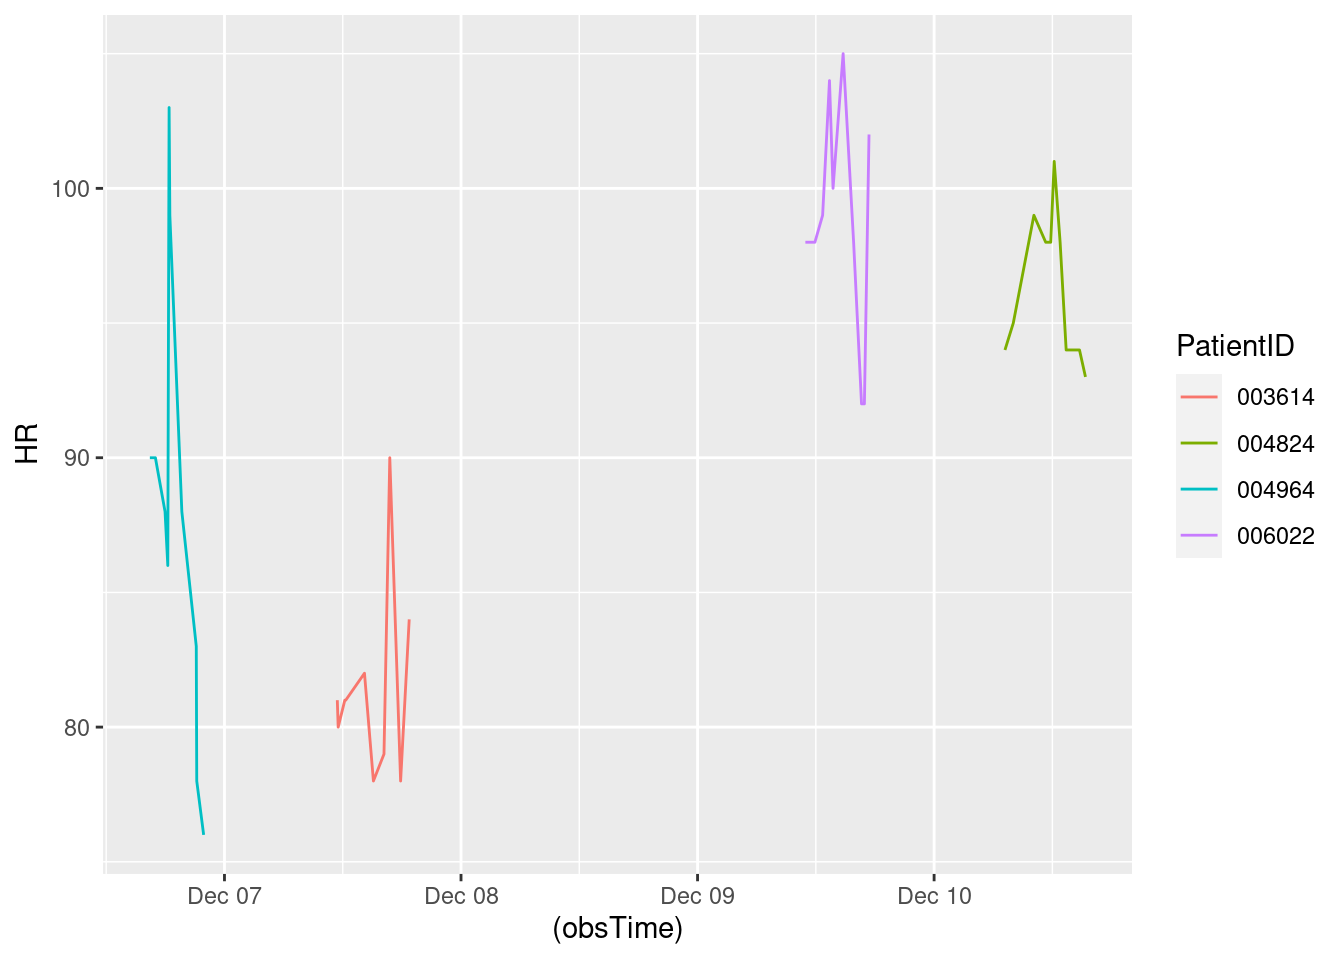 100
90
80
HR
Dec 07
Dec 08
Dec 09
Dec 10
(obsTime)
PatientID
003614
004824
004964
006022